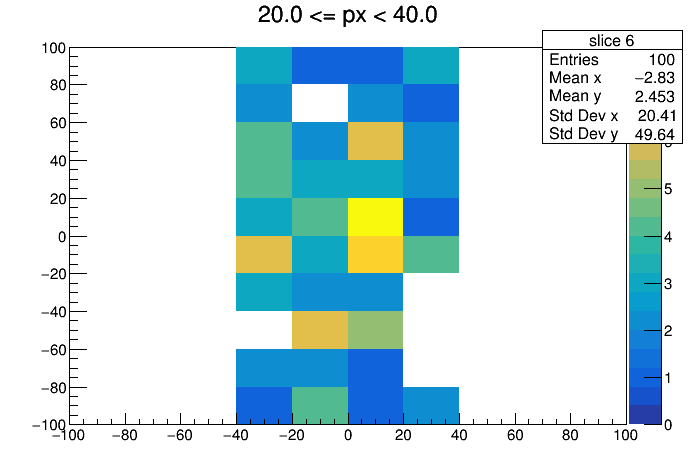 20.0 <= px < 40.0
slice 6
Entries 100
Mean x −2.83
Mean y 2.453
Std Dev x 20.41
Std Dev y 49.64
100
80
60
40
20
0
−20
−40
−60
−80
−100
−100 −80 −60 −40 −20 0 20 40 60 80 100
5
4
3
2
1
0